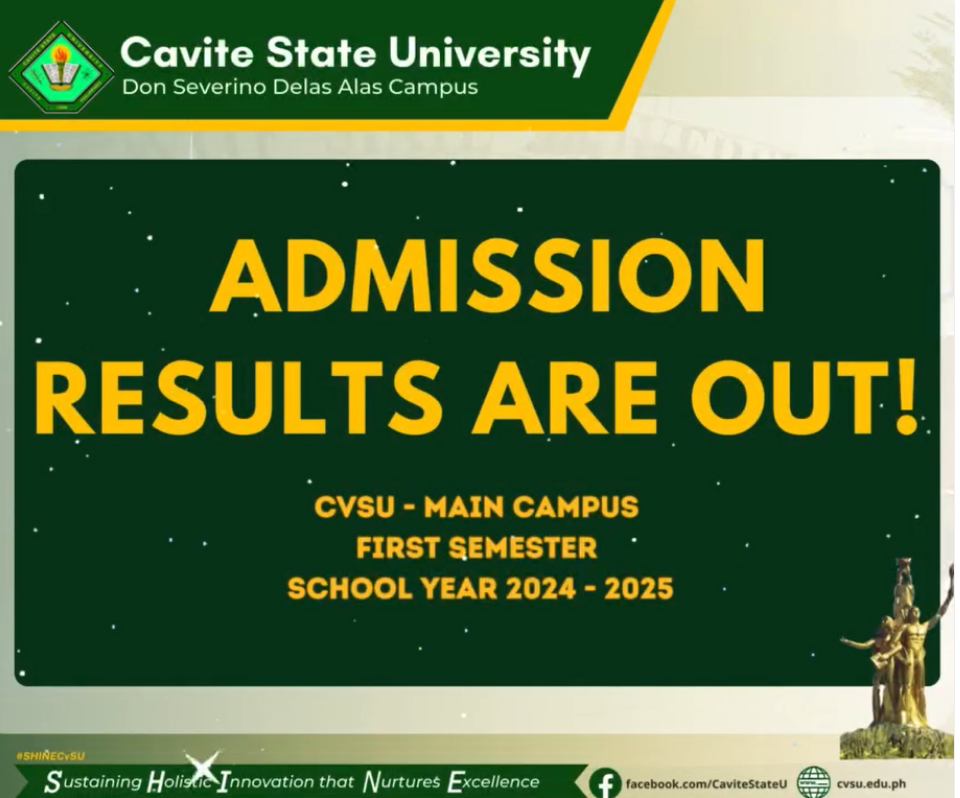 Cavite State University
Don Severino Delas Alas Campus
ADMISSION
RESULTS ARE OUT!
CVSU - MAIN CAMPUS
FIRST SEMESTER
SCHOOL YEAR 2024 - 2025
#SHINECvSU
Sustaining Holistic Innovation that Nurtures Excellence
facebook.com/CaviteStateU
cvsu.edu.ph